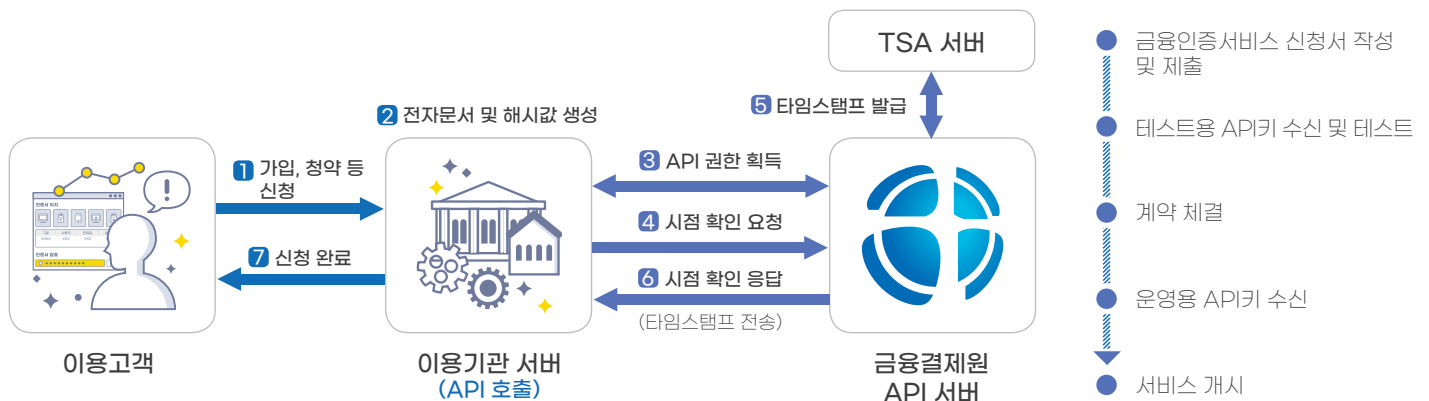 TSA 서버
5 타임스탬프 발급
2 전자문서 및 해시값 생성
1 가입, 청약 등
신청
3 API 권한 획득
4 시점 확인 요청
7 신청 완료
6 시점 확인 응답
(타임스탬프 전송)
이용고객
이용기관 서버
(API 호출)
금융결제원
API 서버
금융인증서비스 신청서 작성
및 제출
테스트용 API키 수신 및 테스트
계약 체결
운영용 API키 수신
서비스 개시